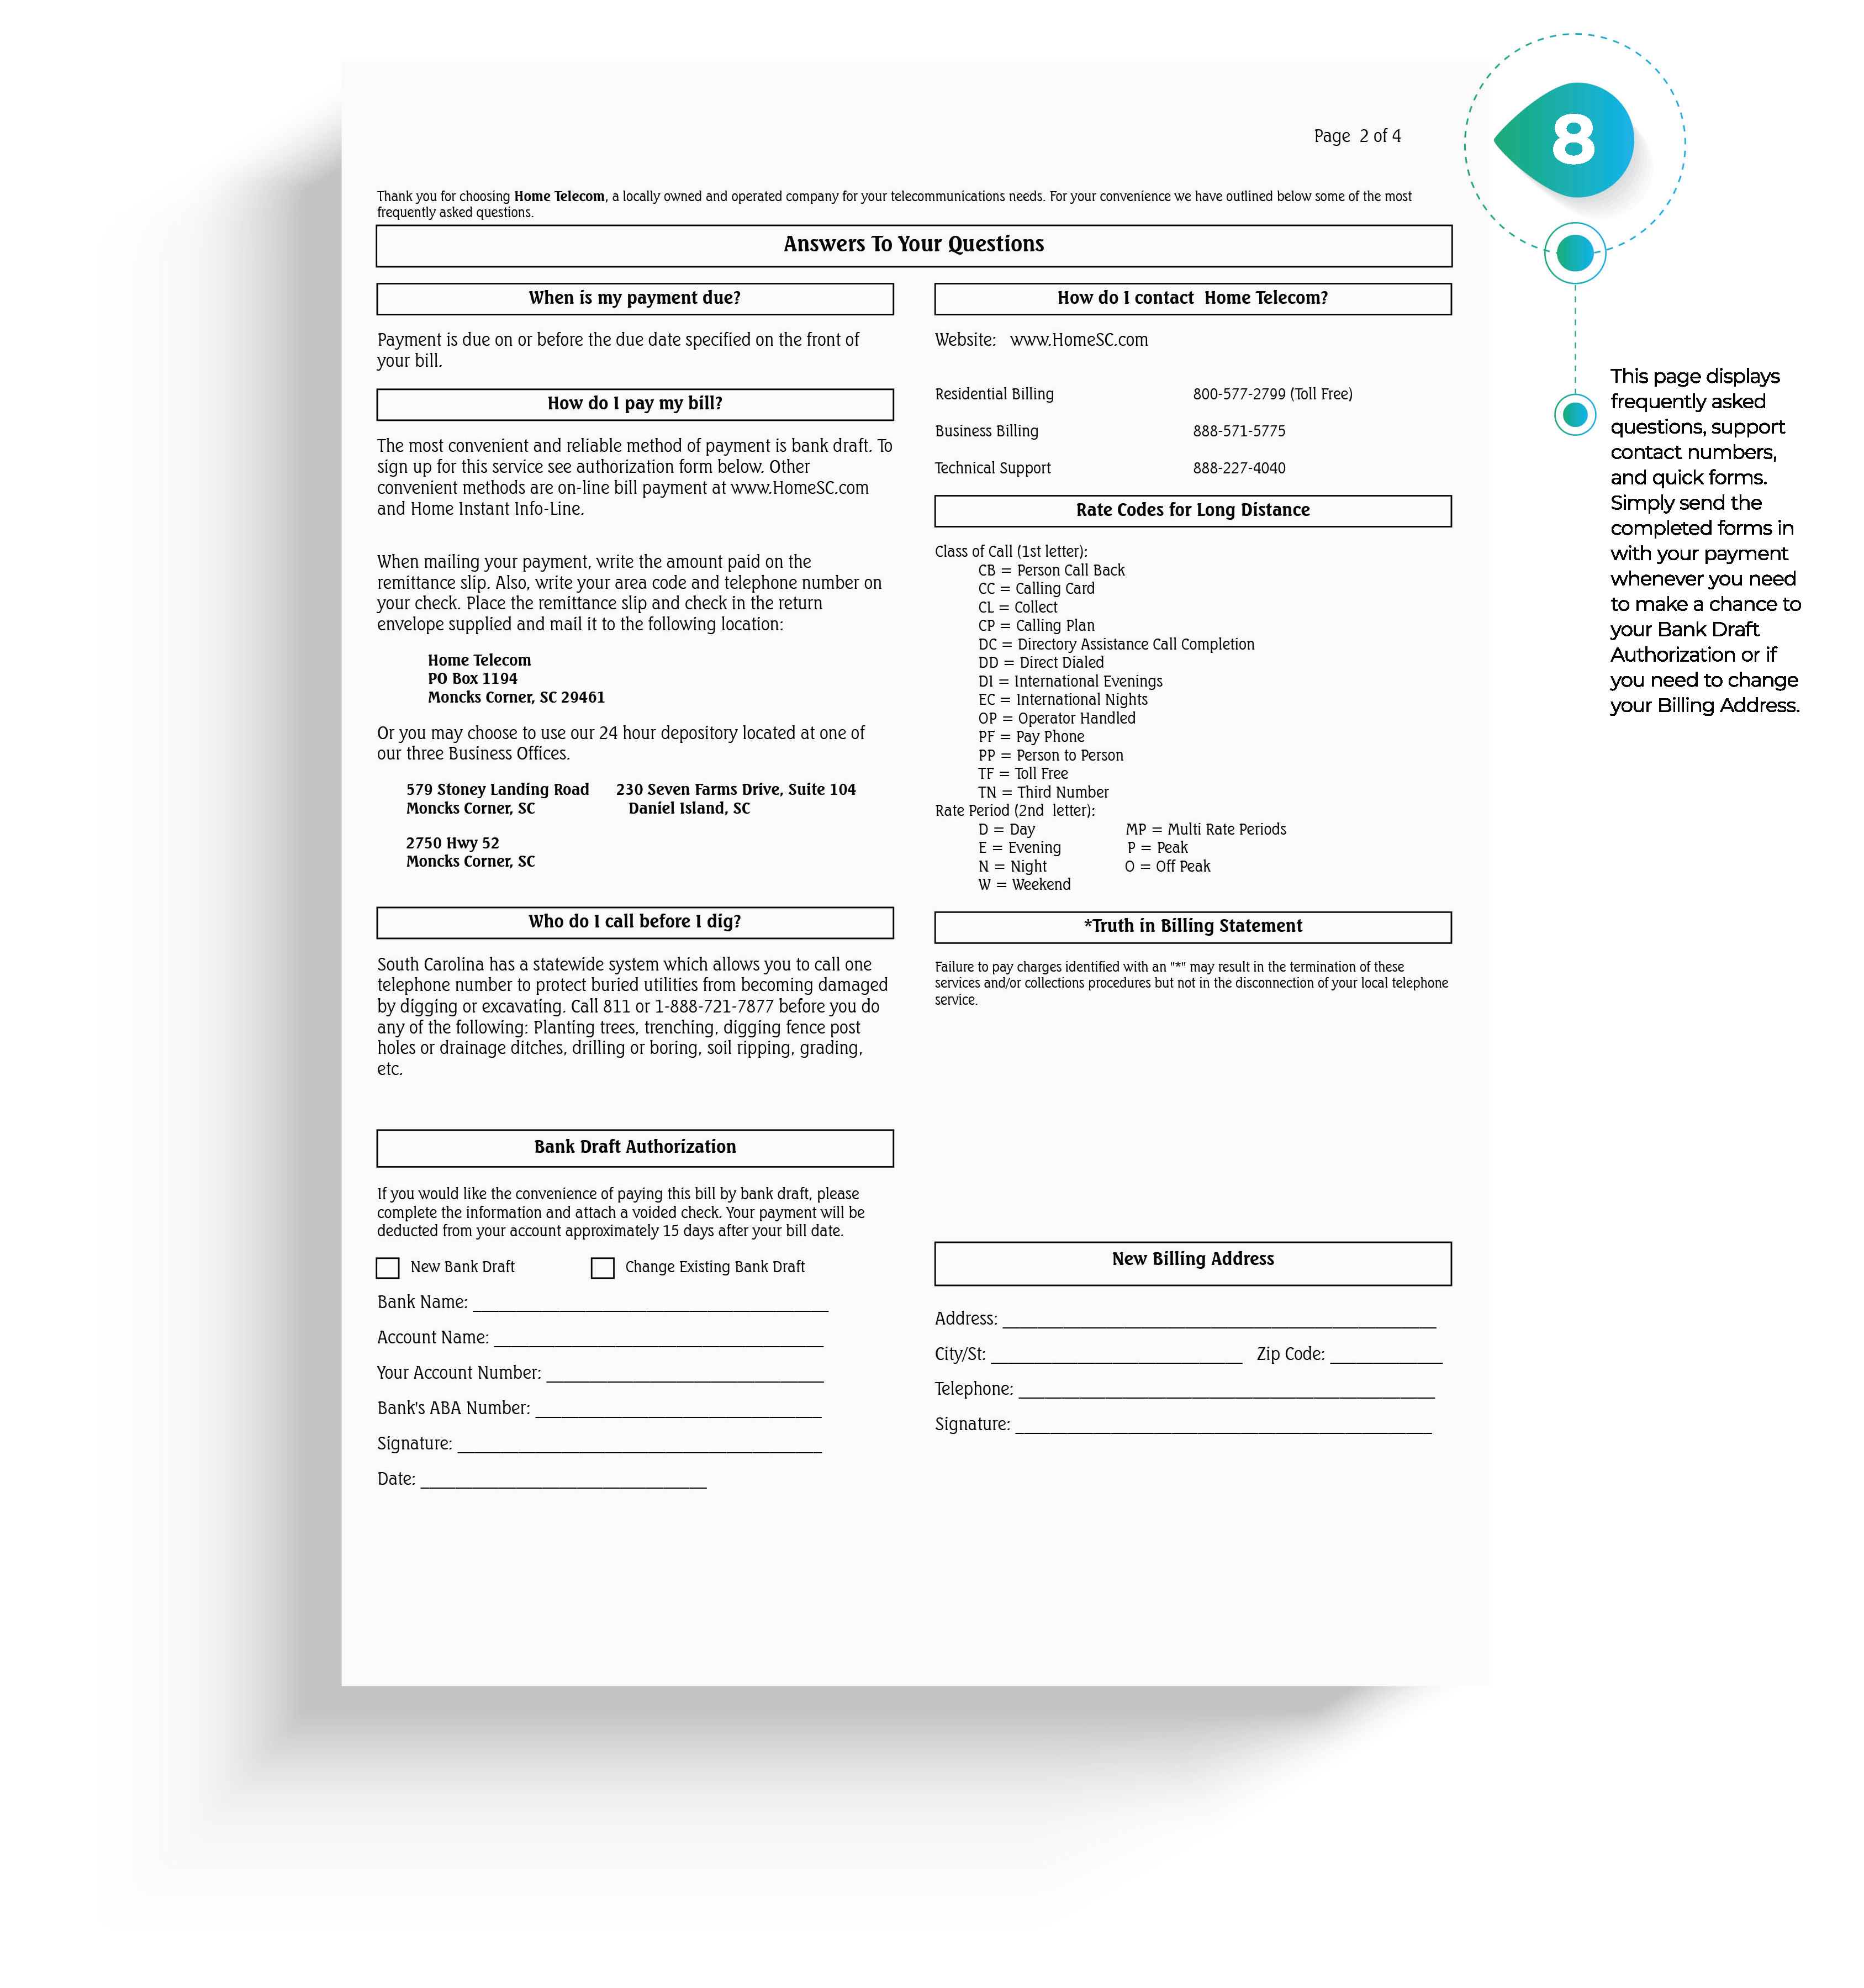 Page 2 of 4
8
Thank you for choosing Home Telecom, a locally owned and operated company for your telecommunications needs. For your convenience we have outlined below some of the most
frequently asked questions.
Answers To Your Questions
When is my payment due?
Payment is due on or before the due date specified on the front of
your bill.
How do I pay my bill?
The most convenient and reliable method of payment is bank draft. To
sign up for this service see authorization form below. Other
convenient methods are on-line bill payment at www.HomeSC.com
and Home Instant Info-Line.
When mailing your payment, write the amount paid on the
remittance slip. Also, write your area code and telephone number on
your check. Place the remittance slip and check in the return
envelope supplied and mail it to the following location:
Home Telecom
PO Box 1194
Moncks Corner, SC 29461
Or you may choose to use our 24 hour depository located at one of
our three Business Offices.
579 Stoney Landing Road 230 Seven Farms Drive, Suite 104
Moncks Corner, SC Daniel Island, SC
2750 Hwy 52
Moncks Corner, SC
Who do I call before I dig?
South Carolina has a statewide system which allows you to call one
telephone number to protect buried utilities from becoming damaged
by digging or excavating. Call 811 or 1-888-721-7877 before you do
any of the following: Planting trees, trenching, digging fence post
holes or drainage ditches, drilling or boring, soil ripping, grading,
etc.
Bank Draft Authorization
If you would like the convenience of paying this bill by bank draft, please
complete the information and attach a voided check. Your payment will be
deducted from your account approximately 15 days after your bill date.
New Bank Draft Change Existing Bank Draft
Bank Name:
Account Name:
Your Account Number:
Bank's ABA Number:
Signature:
Date:
How do I contact Home Telecom?
Website: www.HomeSC.com
Residential Billing 800-577-2799 (Toll Free)
Business Billing 888-571-5775
Technical Support 888-227-4040
Rate Codes for Long Distance
Class of Call (1st letter):
CB = Person Call Back
CC = Calling Card
CL = Collect
CP = Calling Plan
DC = Directory Assistance Call Completion
DD = Direct Dialed
DI = International Evenings
EC = International Nights
OP = Operator Handled
PF = Pay Phone
PP = Person to Person
TF = Toll Free
TN = Third Number
Rate Period (2nd letter):
D = Day MP = Multi Rate Periods
E = Evening P = Peak
N = Night O = Off Peak
W = Weekend
*Truth in Billing Statement
Failure to pay charges identified with an "*" may result in the termination of these
services and/or collections procedures but not in the disconnection of your local telephone
service.
New Billing Address
Address:
City/St: Zip Code:
Telephone:
Signature:
This page displays
frequently asked
questions, support
contact numbers,
and quick forms.
Simply send the
completed forms in
with your payment
whenever you need
to make a chance to
your Bank Draft
Authorization or if
you need to change
your Billing Address.